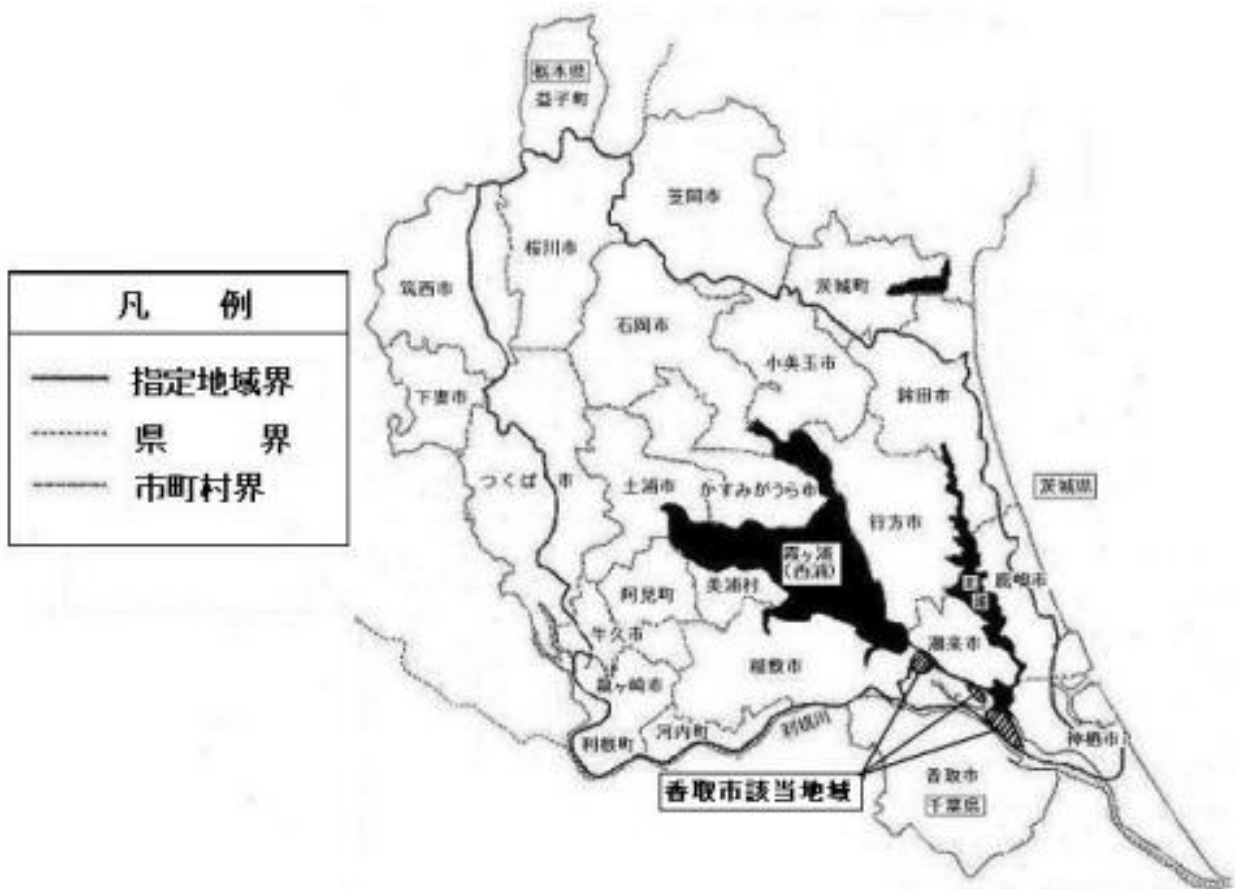 栃木県
益子町
笠間市
桜川市
茨城町
筑西市
石岡市
小美玉市
下妻市
鉾田市
つくば市
土浦市
かすみがうら市
行方市
茨城県
霞ヶ浦
(西浦)
阿見町
美浦村
鹿嶋市
牛久市
稲敷市
潮来市
龍ヶ崎市
利根町
河内町
利根川
神栖市
香取市該当地域
香取市
千葉県
凡 例
指定地域界
県 界
市町村界